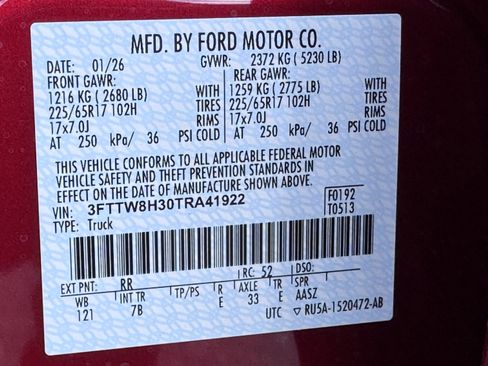 MFD. BY FORD MOTOR CO.
DATE: 01/26 GVWR: 2372 KG ( 5230 LB)
FRONT GAWR: REAR GAWR:
1216 KG ( 2680 LB) WITH 1259 KG ( 2775 LB) WITH
225/65R17 102H TIRES 225/65R17 102H TIRES
17x7.0J RIMS 17x7.0J RIMS
AT 250 kPa/ 36 PSI COLD AT 250 kPa/ 36 PSI COLD
THIS VEHICLE CONFORMS TO ALL APPLICABLE FEDERAL MOTOR
VEHICLE SAFETY AND THEFT PREVENTION STANDARDS
IN EFFECT ON THE DATE OF MANUFACTURE SHOWN ABOVE.
VIN: 3FTTW8H30TRA41922 F0192
TYPE: Truck T0513
EXT PNT: RR RC: 52 DSO:
WB INT TR TP/PS R AXLE TR SPR
121 7B E 33 E AASZ
UTC ▽ RU5A-1520472-AB